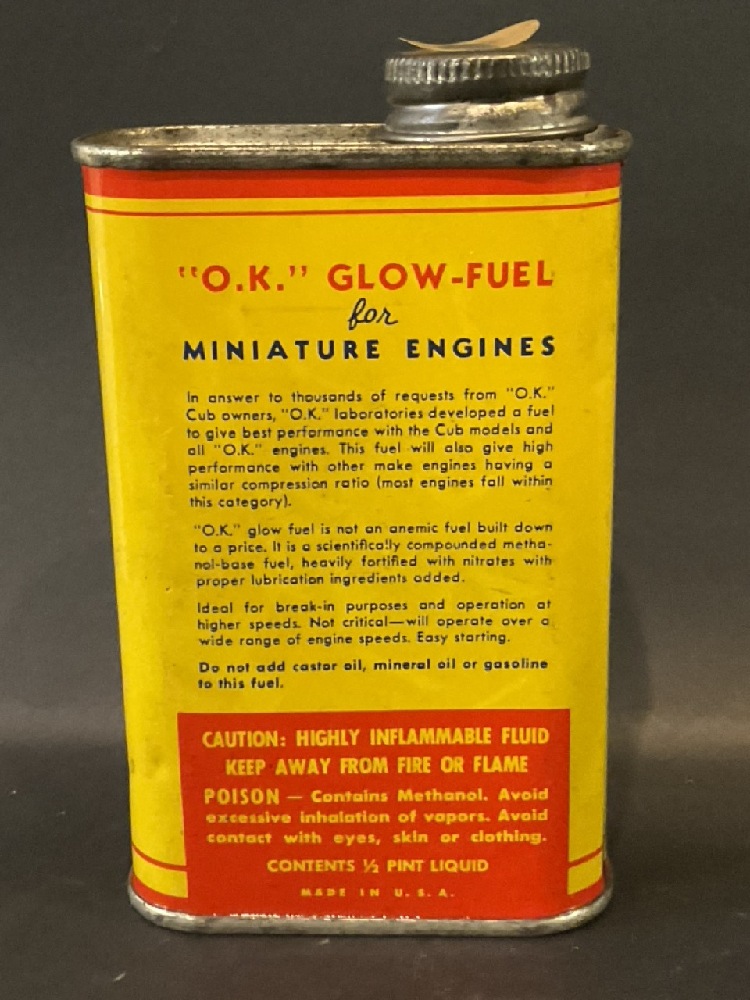 "O.K." GLOW-FUEL
for
MINIATURE ENGINES
In answer to thousands of requests from "O.K."
Cub owners, "O.K." laboratories developed a fuel
to give best performance with the Cub models and
all "O.K." engines. This fuel will also give high
performance with other make engines having a
similar compression ratio (most engines fall within
this category).
"O.K." glow fuel is not an anemic fuel built down
to a price. It is a scientifically compounded metha-
nol-base fuel, heavily fortified with nitrates with
proper lubrication ingredients added.
Ideal for break-in purposes and operation at
higher speeds. Not critical—will operate over a
wide range of engine speeds. Easy starting.
Do not add castor oil, mineral oil or gasoline
to this fuel.
CAUTION: HIGHLY INFLAMMABLE FLUID
KEEP AWAY FROM FIRE OR FLAME
POISON — Contains Methanol. Avoid
excessive inhalation of vapors. Avoid
contact with eyes, skin or clothing.
CONTENTS ½ PINT LIQUID
MADE IN U. S. A.